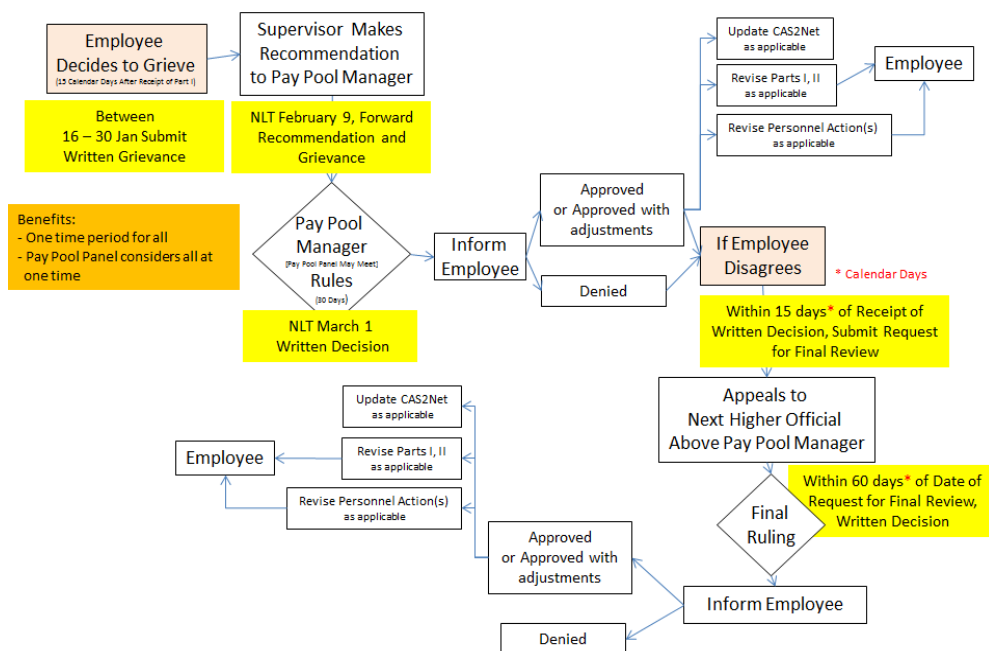 Employee
Decides to Grieve
(15 Calendar Days After Receipt of Part I)
Supervisor Makes
Recommendation
to Pay Pool Manager
Between
16 – 30 Jan Submit
Written Grievance
NLT February 9, Forward
Recommendation and
Grievance
Benefits:
- One time period for all
- Pay Pool Panel considers all at
one time
Pay Pool
Manager
[Pay Pool Panel May Meet]
Rules
(30 Days)
NLT March 1
Written Decision
Inform
Employee
Approved
or Approved with
adjustments
Denied
Update CAS2Net
as applicable
Revise Parts I, II
as applicable
Revise Personnel Action(s)
as applicable
Employee
If Employee
Disagrees
* Calendar Days
Within 15 days* of Receipt of
Written Decision, Submit Request
for Final Review
Appeals to
Next Higher Official
Above Pay Pool Manager
Within 60 days* of Date of
Request for Final Review,
Written Decision
Final
Ruling
Inform Employee
Approved
or Approved with
adjustments
Denied
Update CAS2Net
as applicable
Revise Parts I, II
as applicable
Revise Personnel Action(s)
as applicable
Employee